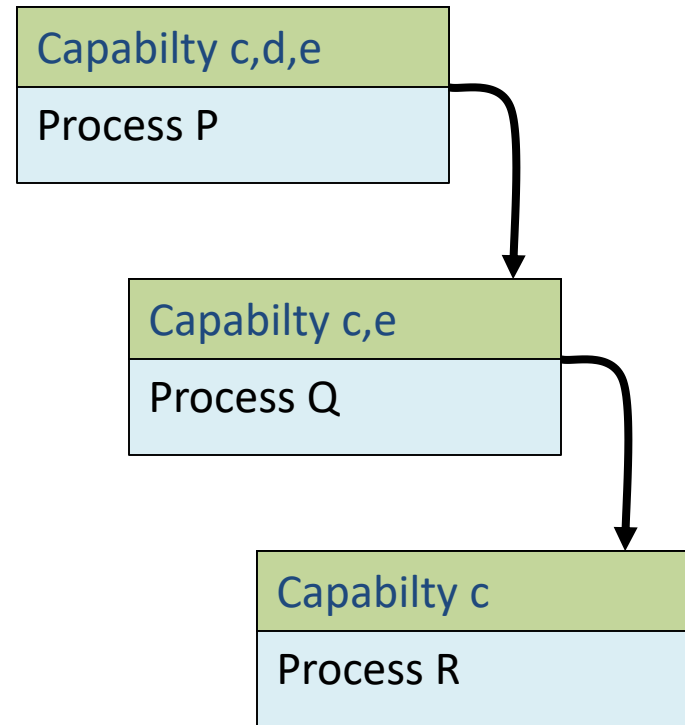 Capabilty c,d,e
Process P
Capabilty c,e
Process Q
Capabilty c
Process R